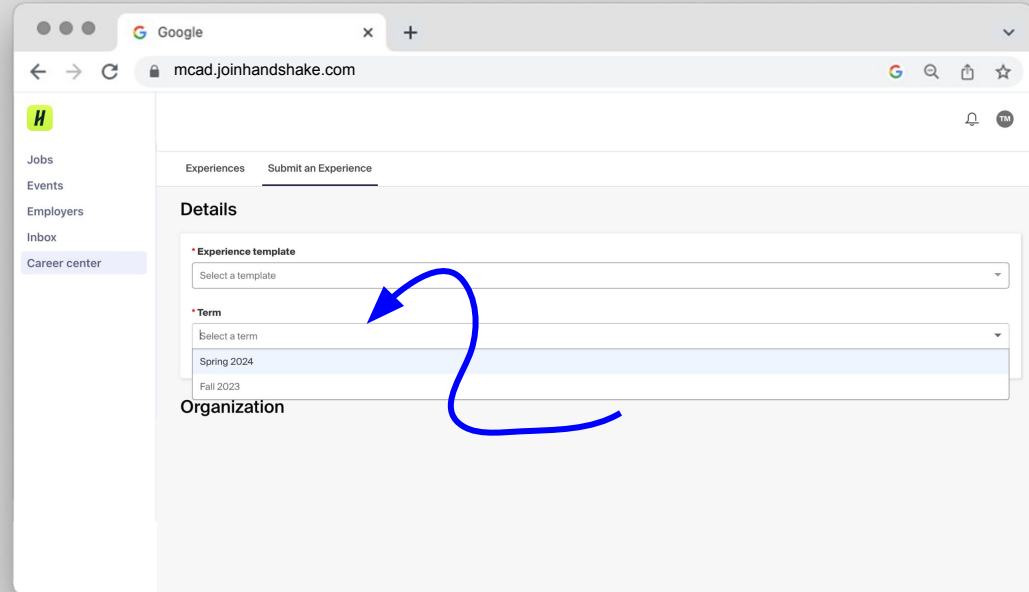 Google
mcad.joinhandshake.com
H
TM
Jobs
Events
Employers
Inbox
Career center
Experiences Submit an Experience
Details
* Experience template
Select a template
* Term
Select a term
Spring 2024
Fall 2023
Organization